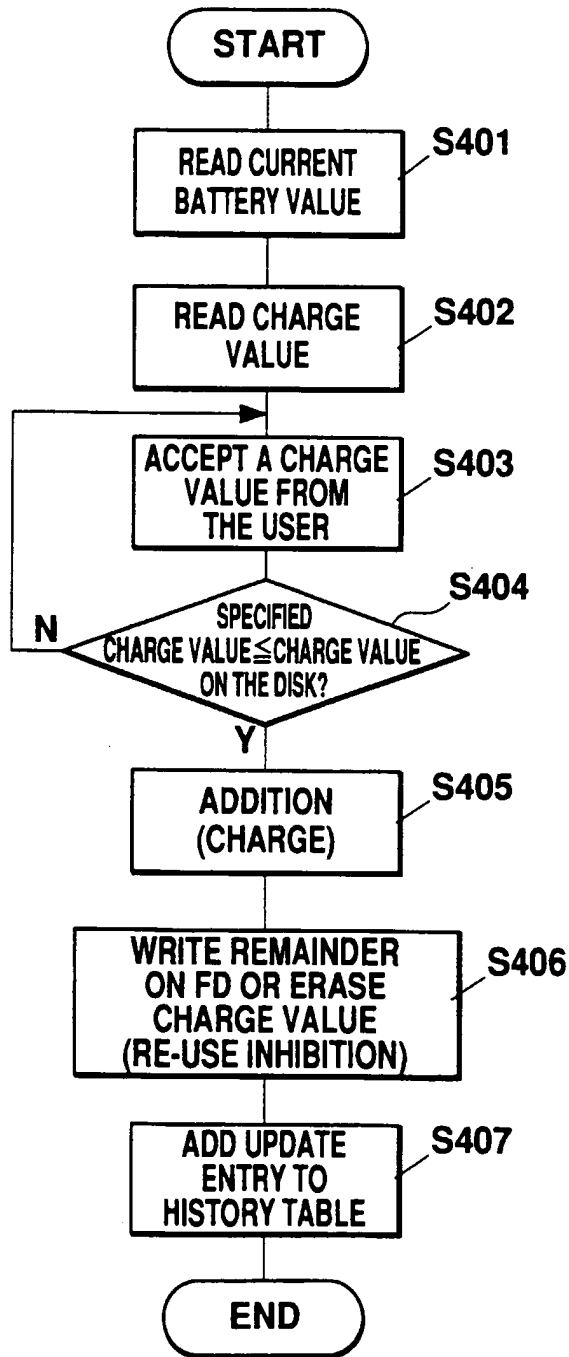 START
S401
READ CURRENT
BATTERY VALUE
S402
READ CHARGE
VALUE
ACCEPT A CHARGE
VALUE FROM
THE USER
S403
S404
N
SPECIFIED
CHARGE VALUE≦CHARGE VALUE
ON THE DISK?
Y
S405
ADDITION
(CHARGE)
WRITE REMAINDER
ON FD OR ERASE
CHARGE VALUE
(RE-USE INHIBITION)
S406
ADD UPDATE
ENTRY TO
HISTORY TABLE
S407
END